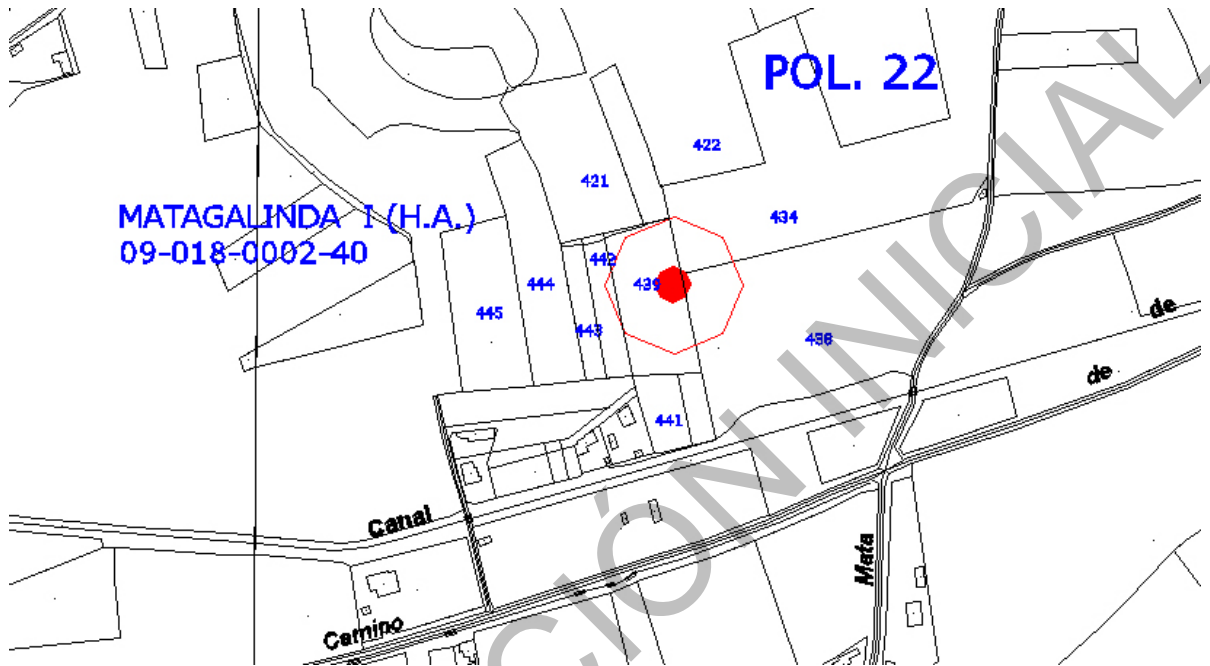 POL. 22
422
421
MATAGALINDA I (H.A.)
09-018-0002-40
434
442
444
439
445
443
438
de
de
441
Canal
Mata
Camino
CIÓN INICIAL